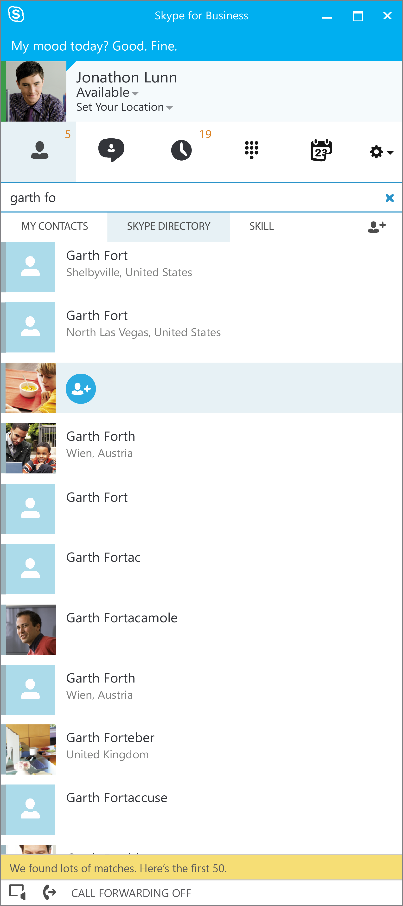 Skype for Business
My mood today? Good. Fine.
Jonathon Lunn
Available
Set Your Location
5
19
23
garth fo
MY CONTACTS SKYPE DIRECTORY SKILL
Garth Fort
Shelbyville, United States
Garth Fort
North Las Vegas, United States
Garth Forth
Wien, Austria
Garth Fort
Garth Fortac
Garth Fortacamole
Garth Forth
Wien, Austria
Garth Forteber
United Kingdom
Garth Fortaccuse
We found lots of matches. Here's the first 50.
CALL FORWARDING OFF